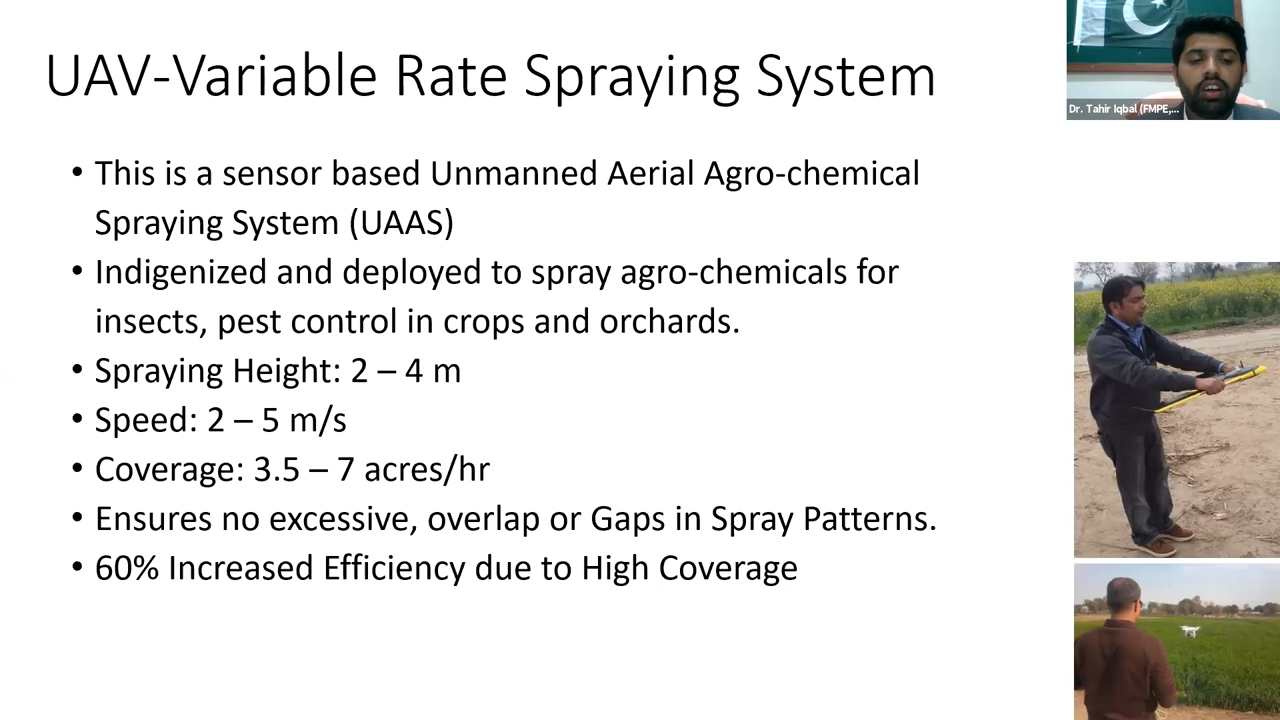 UAV-Variable Rate Spraying System
Dr. Tahir Iqbal (FMPE,...
• This is a sensor based Unmanned Aerial Agro-chemical
Spraying System (UAAS)
• Indigenized and deployed to spray agro-chemicals for
insects, pest control in crops and orchards.
• Spraying Height: 2 – 4 m
• Speed: 2 – 5 m/s
• Coverage: 3.5 – 7 acres/hr
• Ensures no excessive, overlap or Gaps in Spray Patterns.
• 60% Increased Efficiency due to High Coverage